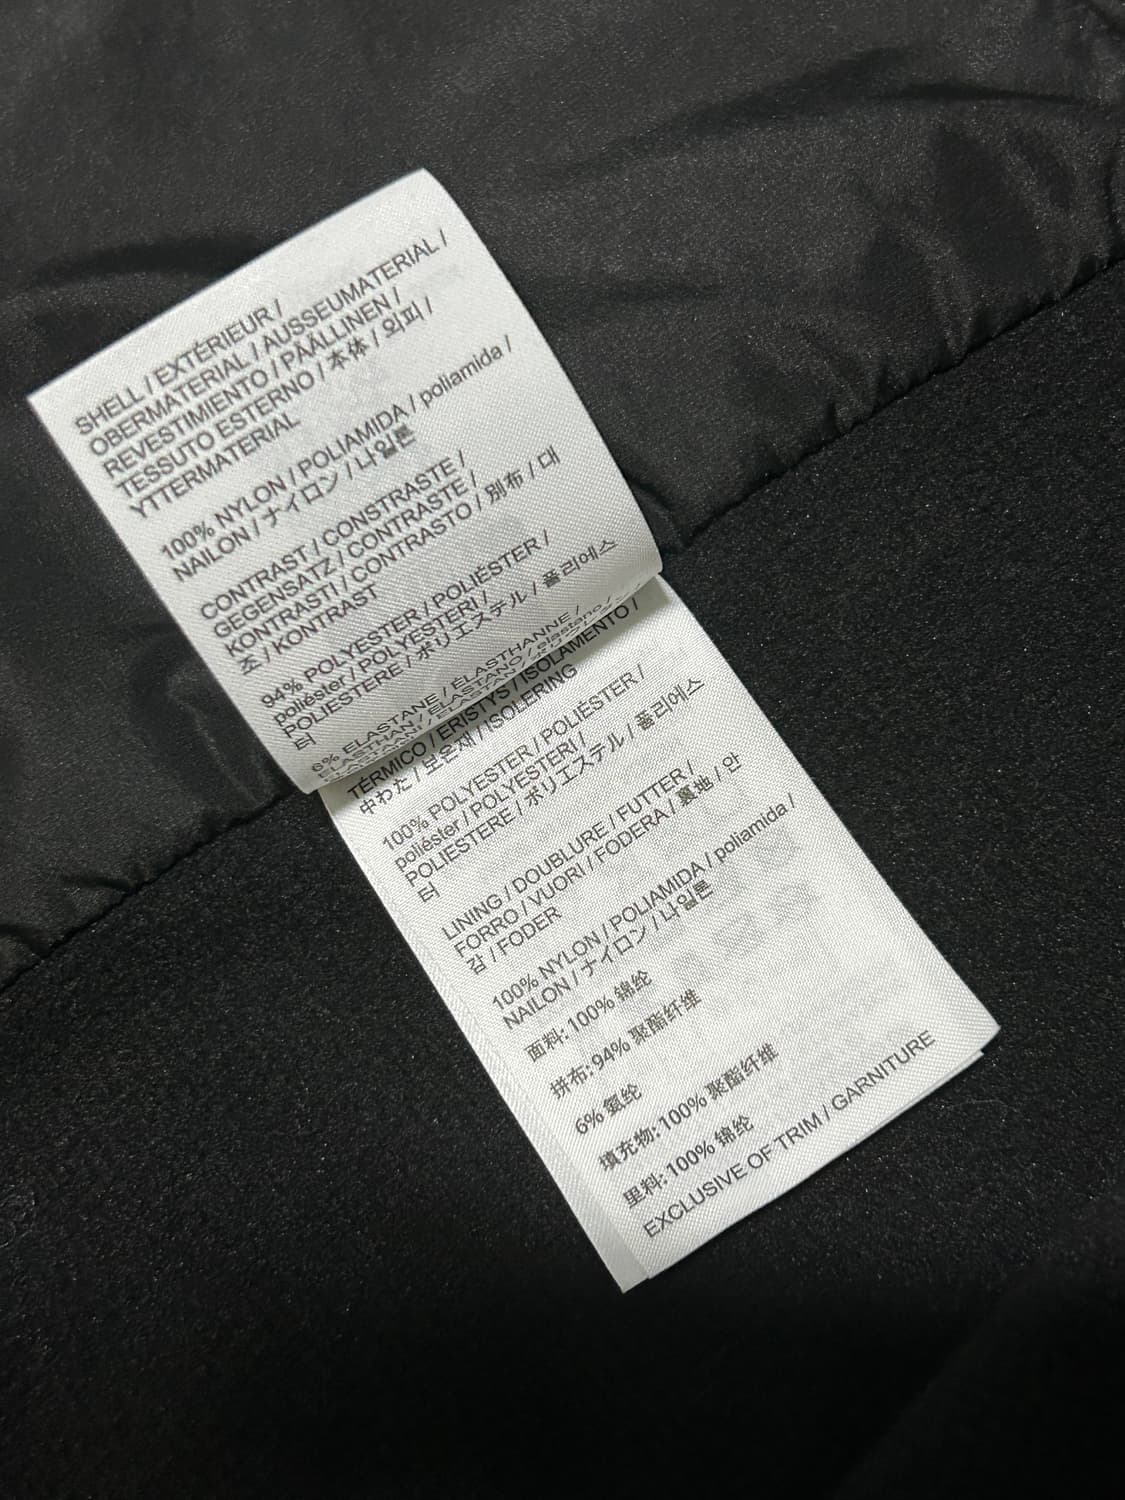 SHELL / EXTÉRIEUR /
OBERMATERIAL / AUSSEUMATERIAL /
REVESTIMIENTO / PÄÄLLINEN /
TESSUTO ESTERNO / 本体 / 외피 /
YTTERMATERIAL
100% NYLON / POLIAMIDA / poliamida /
NAILON / ナイロン / 나일론
CONTRAST / CONSTRASTE /
GEGENSATZ / CONTRASTE /
KONTRASTI / CONTRASTO / 別布 / 대
조 / KONTRAST
94% POLYESTER / POLIÉSTER /
poliéster / POLYESTERI /
POLIESTERE / ポリエステル / 폴리에스
터
6% ELASTANE / ÉLASTHANNE /
ELASTHAN / ELASTANO / elastano /
TÉRMICO / ERISTYS / ISOLAMENTO /
中わた / 보온재 / ISOLERING
100% POLYESTER / POLIÉSTER /
poliéster / POLYESTERI /
POLIESTERE / ポリエステル / 폴리에스
터
LINING / DOUBLURE / FUTTER /
FORRO / VUORI / FODERA / 裏地 / 안
감 / FODER
100% NYLON / POLIAMIDA / poliamida /
NAILON / ナイロン / 나일론
面料: 100% 锦纶
拼布: 94% 聚酯纤维
6% 氨纶
填充物: 100% 聚酯纤维
里料: 100% 锦纶
EXCLUSIVE OF TRIM / GARNITURE